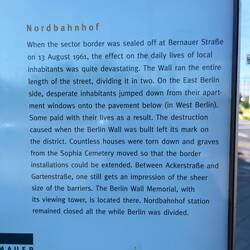 Nordbahnhof
When the sector border was sealed off at Bernauer Straße
on 13 August 1961, the effect on the daily lives of local
inhabitants was quite devastating. The Wall ran the entire
length of the street, dividing it in two. On the East Berlin
side, desperate inhabitants jumped down from their apart-
ment windows onto the pavement below (in West Berlin).
Some paid with their lives as a result. The destruction
caused when the Berlin Wall was built left its mark on
the district. Countless houses were torn down and graves
from the Sophia Cemetery moved so that the border
installations could be extended. Between Ackerstraße and
Gartenstraße, one still gets an impression of the sheer
size of the barriers. The Berlin Wall Memorial, with
its viewing tower, is located there. Nordbahnhof station
remained closed all the while Berlin was divided.
MAUER